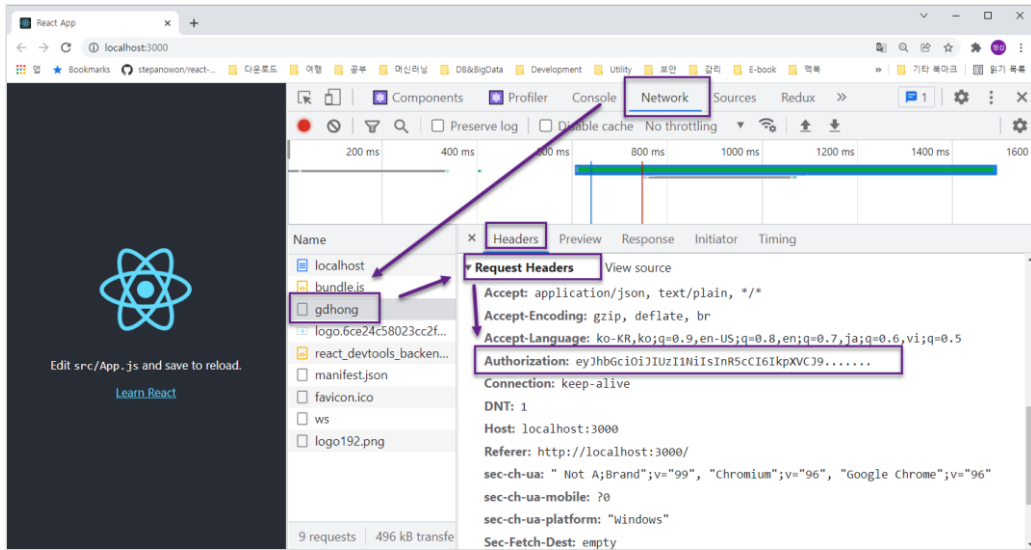 React App
localhost:3000
앱 Bookmarks stepanowon/react-... 다운로드 여행 공부 머신러닝 DB&BigData Development Utility 보안 갑리 E-book 맥북 » 기타 북마크 읽기 목록
Components Profiler Console Network Sources Redux » 1
Preserve log Disable cache No throttling
200 ms 400 ms 600 ms 800 ms 1000 ms 1200 ms 1400 ms 1600
Name
Headers Preview Response Initiator Timing
localhost
bundle.js
gdhong
logo.6ce24c58023cc2f...
react_devtools_backen...
manifest.json
favicon.ico
ws
logo192.png
9 requests 496 kB transfe
Request Headers View source
Accept: application/json, text/plain, */*
Accept-Encoding: gzip, deflate, br
Accept-Language: ko-KR,ko;q=0.9,en-US;q=0.8,en;q=0.7,ja;q=0.6,vi;q=0.5
Authorization: eyJhbGciOiJIUzI1NiIsInR5cCI6IkpXVCJ9.......
Connection: keep-alive
DNT: 1
Host: localhost:3000
Referer: http://localhost:3000/
sec-ch-ua: " Not A;Brand";v="99", "Chromium";v="96", "Google Chrome";v="96"
sec-ch-ua-mobile: ?0
sec-ch-ua-platform: "Windows"
Sec-Fetch-Dest: empty
Edit src/App.js and save to reload.
Learn React